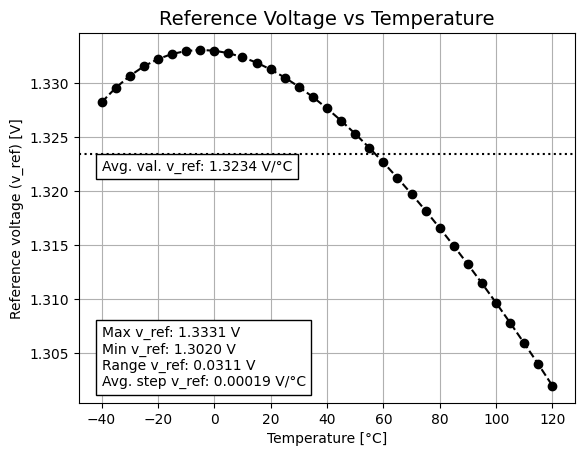 Reference Voltage vs Temperature
Reference voltage (v_ref) [V]
1.330
1.325
1.320
1.315
1.310
1.305
Avg. val. v_ref: 1.3234 V/°C
Max v_ref: 1.3331 V
Min v_ref: 1.3020 V
Range v_ref: 0.0311 V
Avg. step v_ref: 0.00019 V/°C
−40 −20 0 20 40 60 80 100 120
Temperature [°C]